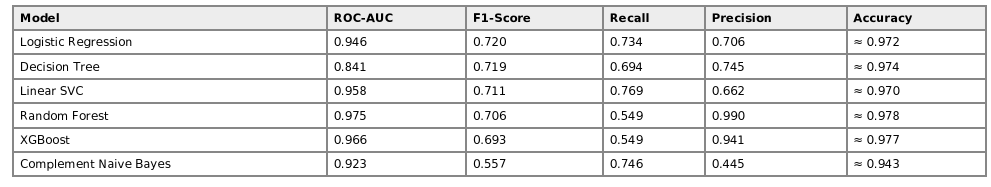 Model ROC-AUC F1-Score Recall Precision Accuracy
Logistic Regression 0.946 0.720 0.734 0.706 ≈ 0.972
Decision Tree 0.841 0.719 0.694 0.745 ≈ 0.974
Linear SVC 0.958 0.711 0.769 0.662 ≈ 0.970
Random Forest 0.975 0.706 0.549 0.990 ≈ 0.978
XGBoost 0.966 0.693 0.549 0.941 ≈ 0.977
Complement Naive Bayes 0.923 0.557 0.746 0.445 ≈ 0.943